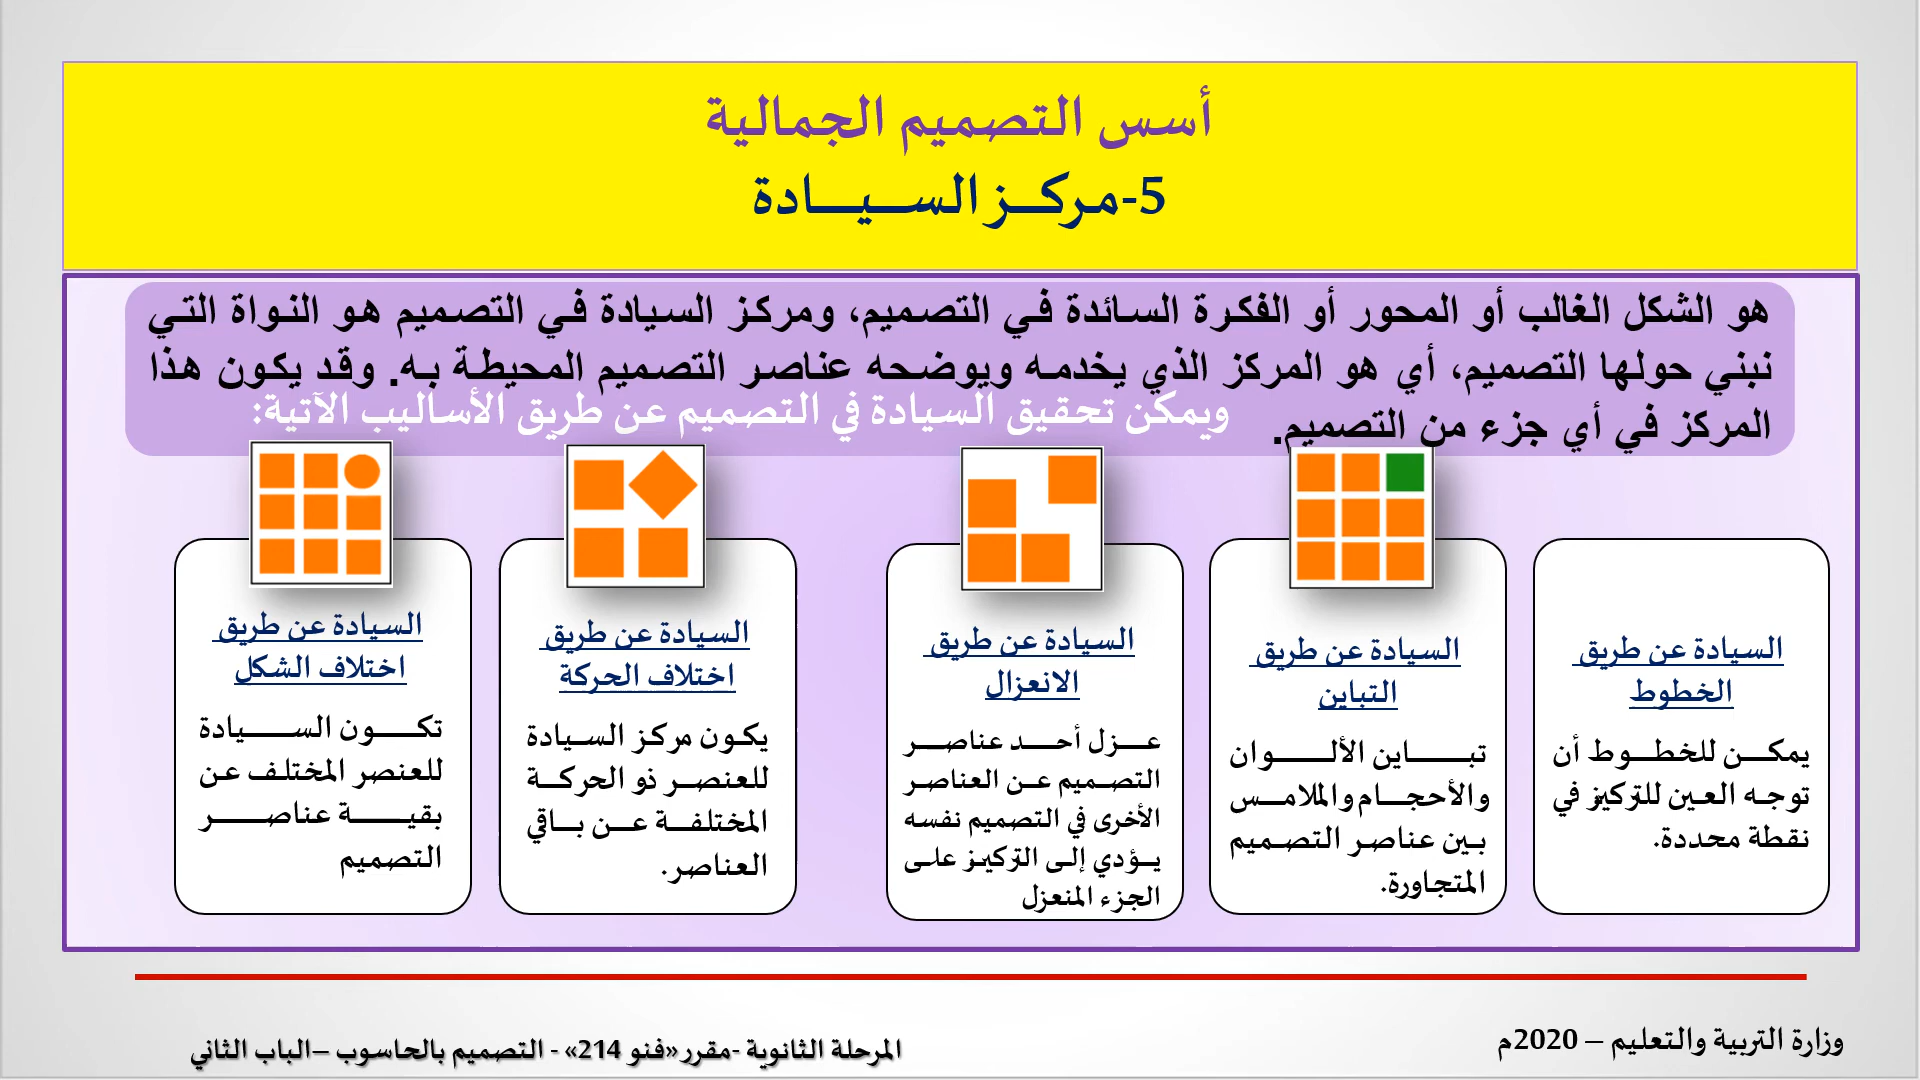 أسس التصميم الجمالية
5-مركز السيادة
هو الشكل الغالب أو المحور أو الفكرة السائدة في التصميم، ومركز السيادة في التصميم هو النواة التي
نبني حولها التصميم، أي هو المركز الذي يخدمه ويوضحه عناصر التصميم المحيطة به. وقد يكون هذا
المركز في أي جزء من التصميم.
ويمكن تحقيق السيادة في التصميم عن طريق الأساليب الآتية:
السيادة عن طريق
الخطوط
يمكن للخطوط أن
توجه العين للتركيز في
نقطة محددة.
السيادة عن طريق
التباين
تباين الألوان
والأحجام والملامس
بين عناصر التصميم
المتجاورة.
السيادة عن طريق
الانعزال
عزل أحد عناصر
التصميم عن العناصر
الأخرى في التصميم نفسه
يؤدي إلى التركيز على
الجزء المنعزل
السيادة عن طريق
اختلاف الحركة
يكون مركز السيادة
للعنصر ذو الحركة
المختلفة عن باقي
العناصر.
السيادة عن طريق
اختلاف الشكل
تكون السيادة
للعنصر المختلف عن
بقية عناصر
التصميم
وزارة التربية والتعليم – 2020م
المرحلة الثانوية -مقرر«فنو 214» - التصميم بالحاسوب –الباب الثاني